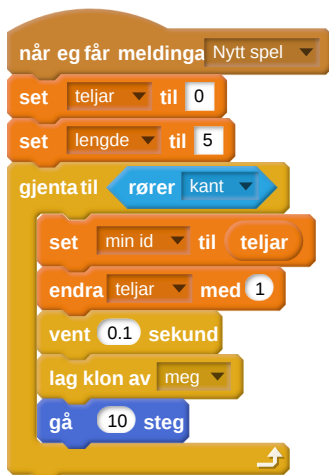 når eg får meldinga Nytt spel
set teljar til 0
set lengde til 5
gjenta til rører kant
set min id til teljar
endra teljar med 1
vent 0.1 sekund
lag klon av meg
gå 10 steg